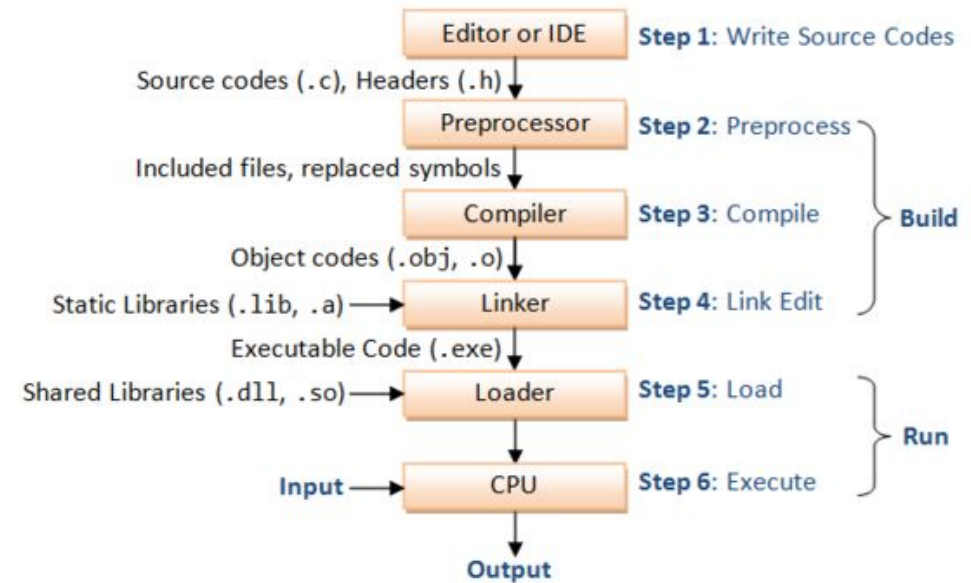 Editor or IDE
Step 1: Write Source Codes
Source codes (.c), Headers (.h)
Preprocessor
Step 2: Preprocess
Included files, replaced symbols
Compiler
Step 3: Compile
Build
Object codes (.obj, .o)
Static Libraries (.lib, .a)
Linker
Step 4: Link Edit
Executable Code (.exe)
Shared Libraries (.dll, .so)
Loader
Step 5: Load
Run
Input
CPU
Step 6: Execute
Output